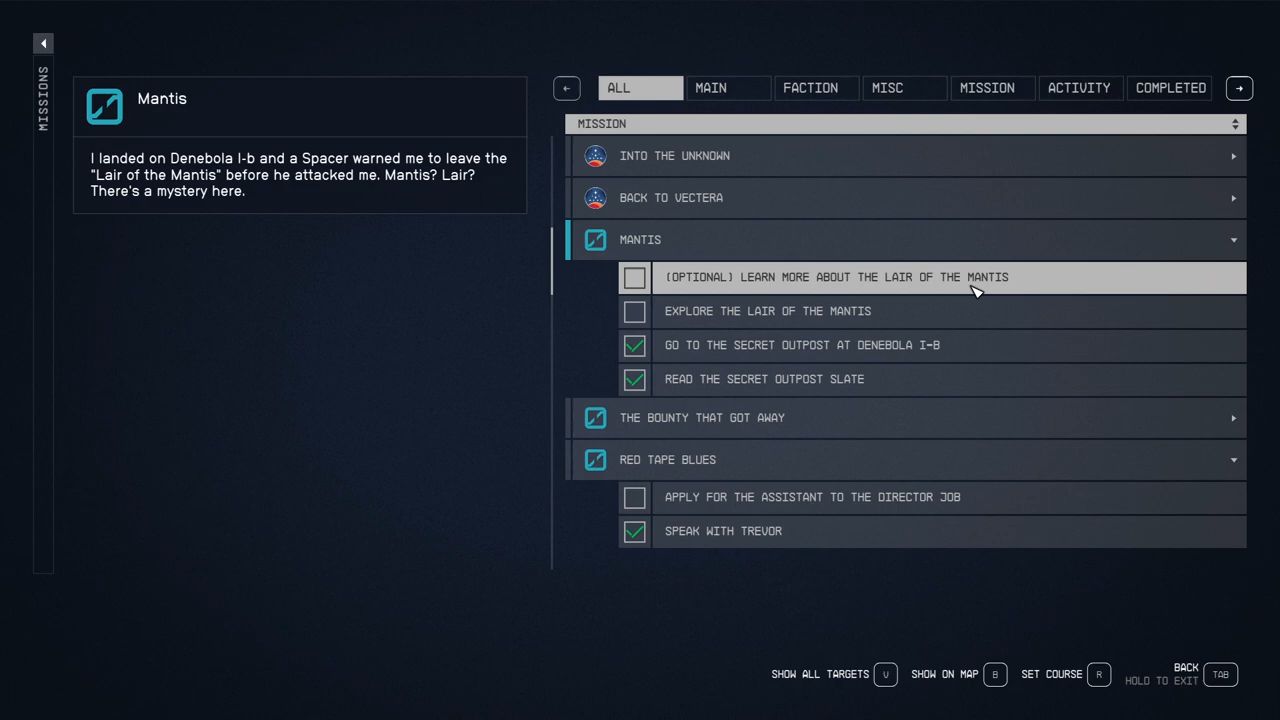 MISSIONS
Mantis
I landed on Denebola I-b and a Spacer warned me to leave the
"Lair of the Mantis" before he attacked me. Mantis? Lair?
There's a mystery here.
ALL
MAIN
FACTION
MISC
MISSION
ACTIVITY
COMPLETED
MISSION
INTO THE UNKNOWN
BACK TO VECTERA
MANTIS
(OPTIONAL) LEARN MORE ABOUT THE LAIR OF THE MANTIS
EXPLORE THE LAIR OF THE MANTIS
GO TO THE SECRET OUTPOST AT DENEBOLA I-B
READ THE SECRET OUTPOST SLATE
THE BOUNTY THAT GOT AWAY
RED TAPE BLUES
APPLY FOR THE ASSISTANT TO THE DIRECTOR JOB
SPEAK WITH TREVOR
SHOW ALL TARGETS V
SHOW ON MAP B
SET COURSE R
BACK
HOLD TO EXIT
TAB